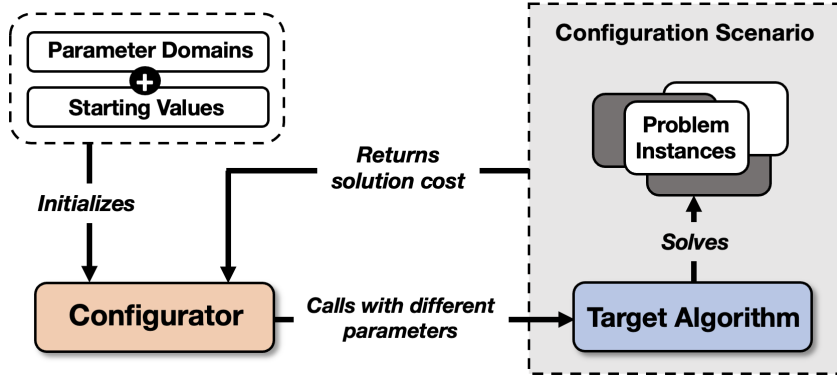 Parameter Domains
+
Starting Values
Initializes
Configurator
Returns
solution cost
Calls with different
parameters
Configuration Scenario
Problem
Instances
Solves
Target Algorithm